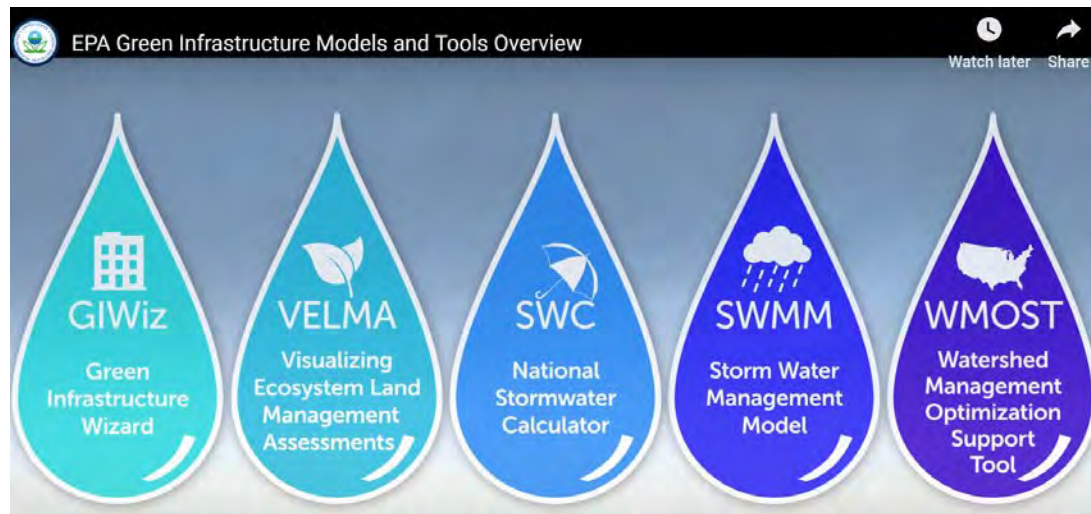 EPA Green Infrastructure Models and Tools Overview
Watch later
Share
GIWiz
Green
Infrastructure
Wizard
VELMA
Visualizing
Ecosystem Land
Management
Assessments
SWC
National
Stormwater
Calculator
SWMM
Storm Water
Management
Model
WMOST
Watershed
Management
Optimization
Support
Tool